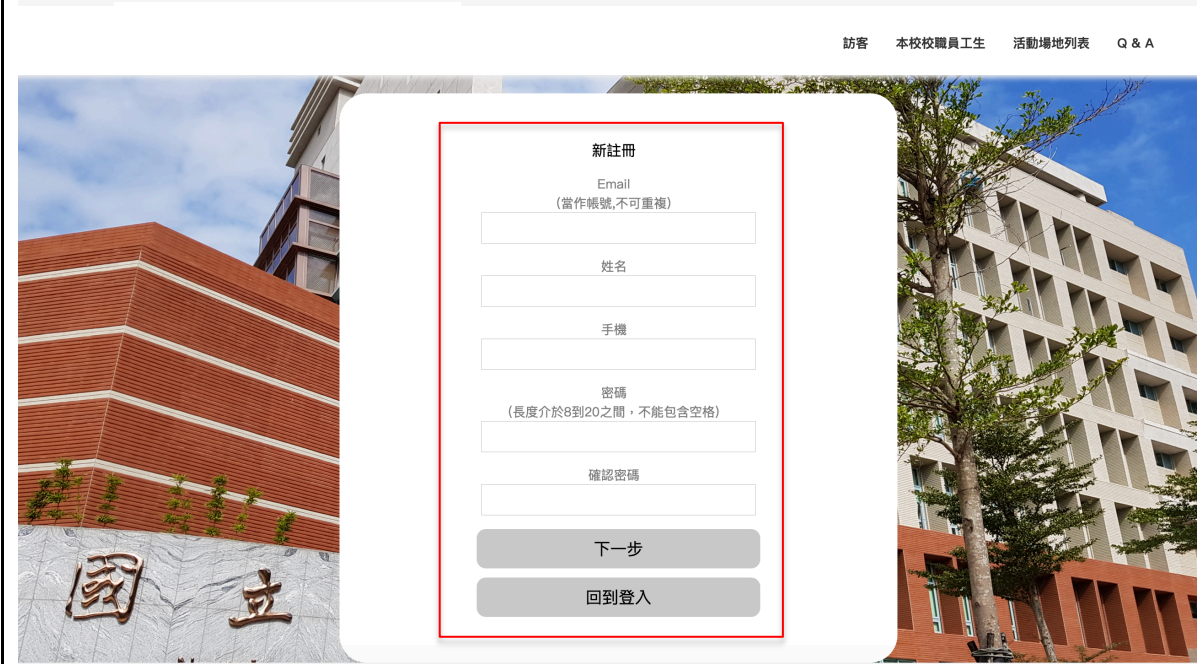 訪客 本校校職員工生 活動場地列表 Q & A
新註冊
Email
(當作帳號,不可重複)
姓名
手機
密碼
(長度介於8到20之間，不能包含空格)
確認密碼
下一步
回到登入
國立